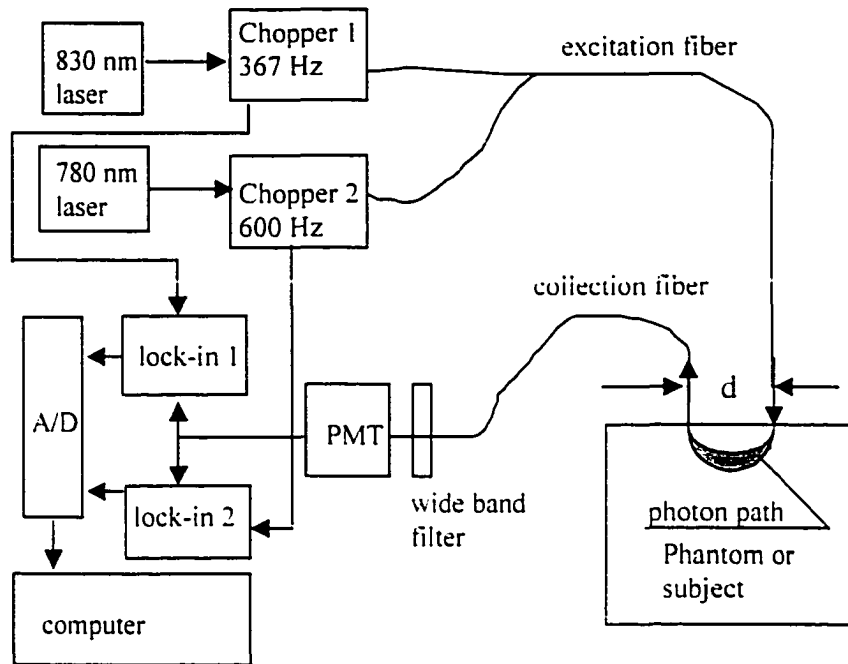 830 nm
laser
Chopper 1
367 Hz
excitation fiber
780 nm
laser
Chopper 2
600 Hz
collection fiber
lock-in 1
A/D
PMT
d
lock-in 2
wide band
filter
photon path
Phantom or
subject
computer